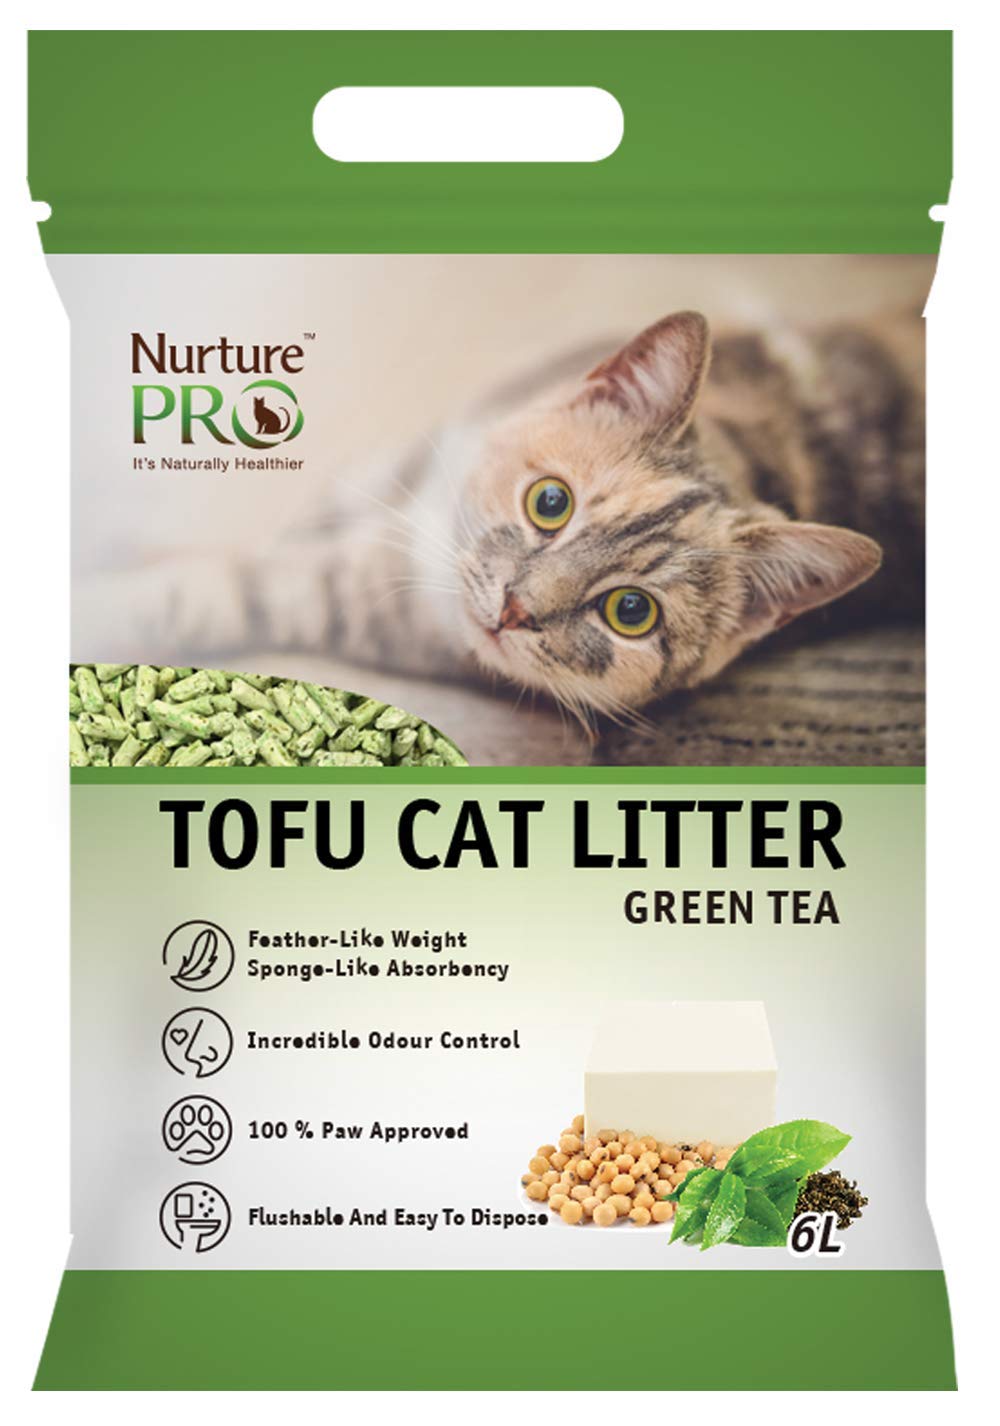 Nurture™
PRO
It's Naturally Healthier
TOFU CAT LITTER
GREEN TEA
Feather-Like Weight
Sponge-Like Absorbency
Incredible Odour Control
100 % Paw Approved
Flushable And Easy To Dispose
6L